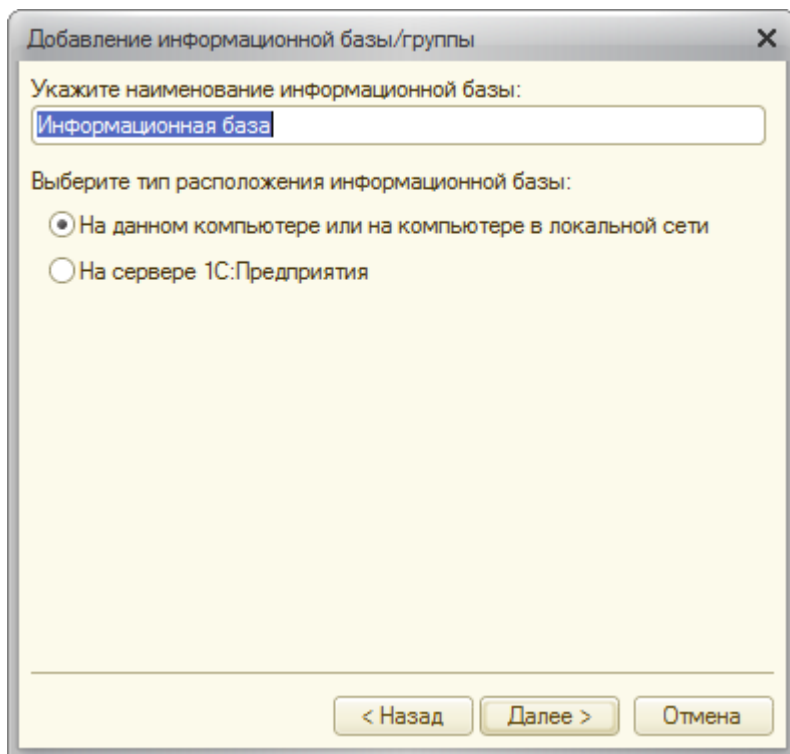 Добавление информационной базы/группы
Укажите наименование информационной базы:
Информационная база
Выберите тип расположения информационной базы:
На данном компьютере или на компьютере в локальной сети
На сервере 1С:Предприятия
< Назад Далее > Отмена